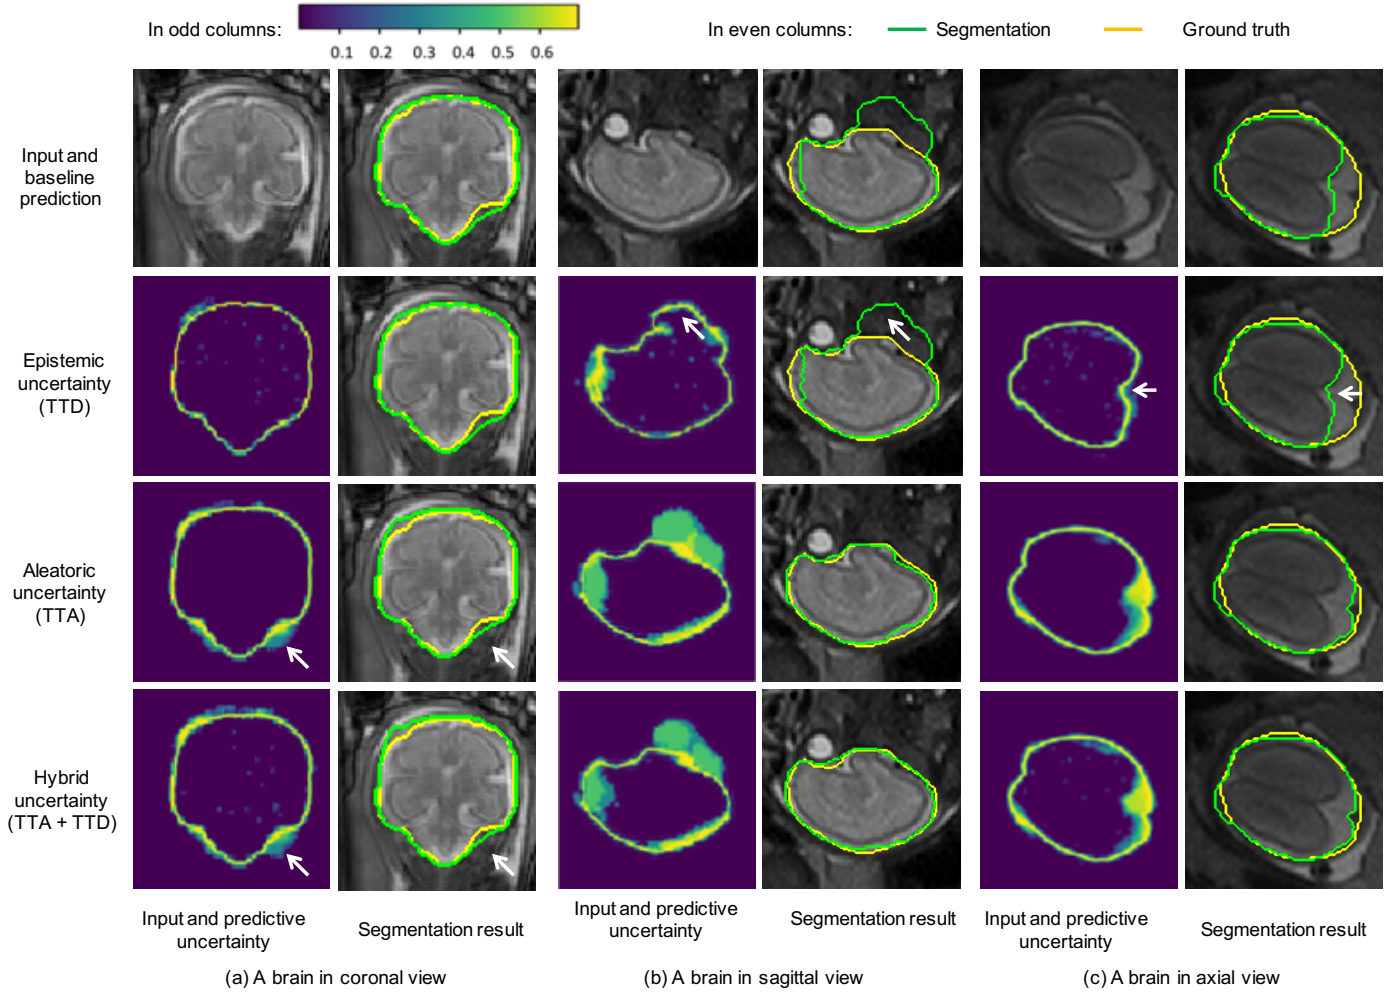 In odd columns:
0.1 0.2 0.3 0.4 0.5 0.6
In even columns:
Segmentation
Ground truth
Input and
baseline
prediction
Epistemic
uncertainty
(TTD)
Aleatoric
uncertainty
(TTA)
Hybrid
uncertainty
(TTA + TTD)
Input and predictive
uncertainty
Segmentation result
Input and predictive
uncertainty
Segmentation result
Input and predictive
uncertainty
Segmentation result
(a) A brain in coronal view
(b) A brain in sagittal view
(c) A brain in axial view